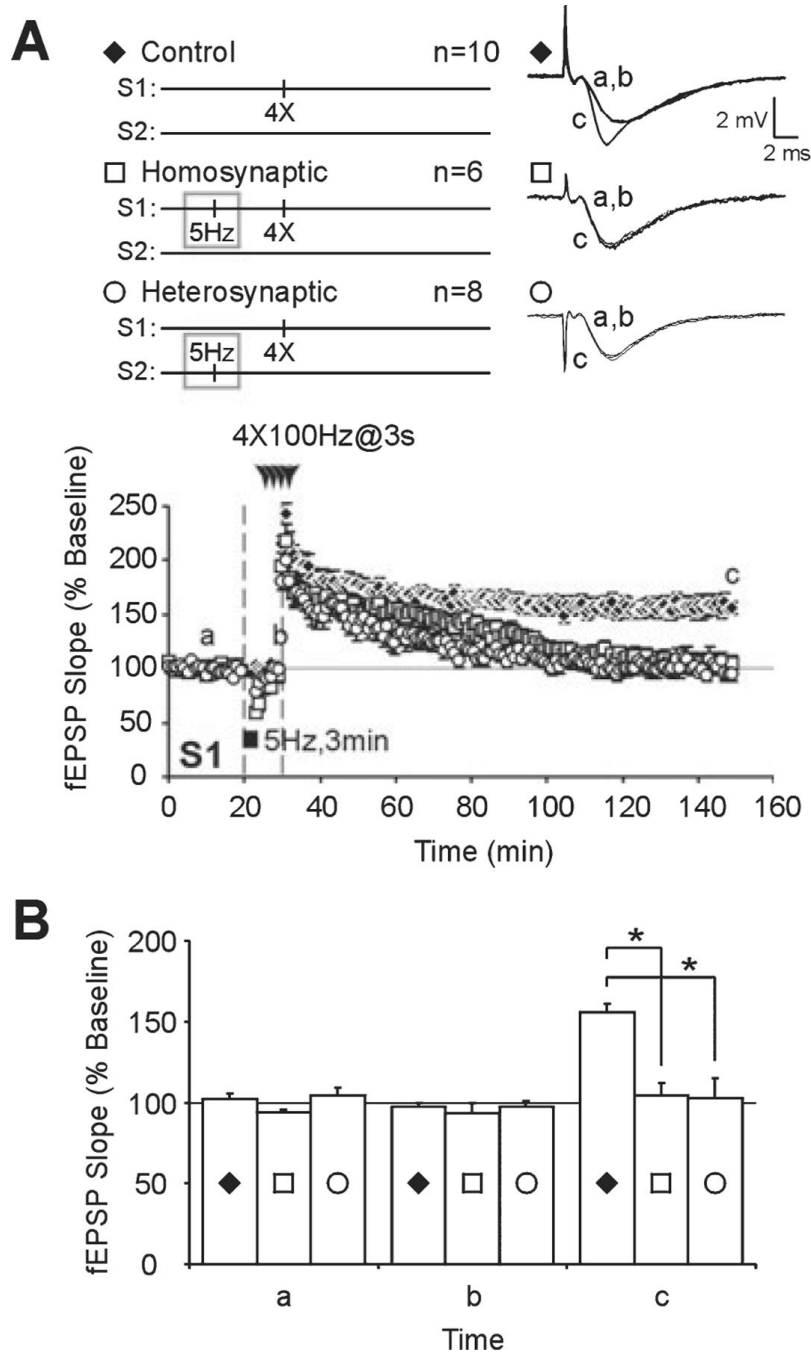 A
Control n=10
S1:
4X
S2:
Homosynaptic n=6
S1:
5Hz 4X
S2:
Heterosynaptic n=8
S1:
5Hz 4X
S2:
a,b
c
2 mV
2 ms
a,b
c
a,b
c
4X100Hz@3s
fEPSP Slope (% Baseline)
250
200
150
100
50
0
a
b
c
5Hz,3min
S1
0 20 40 60 80 100 120 140 160
Time (min)
B
fEPSP Slope (% Baseline)
200
150
100
50
0
*
*
a b c
Time